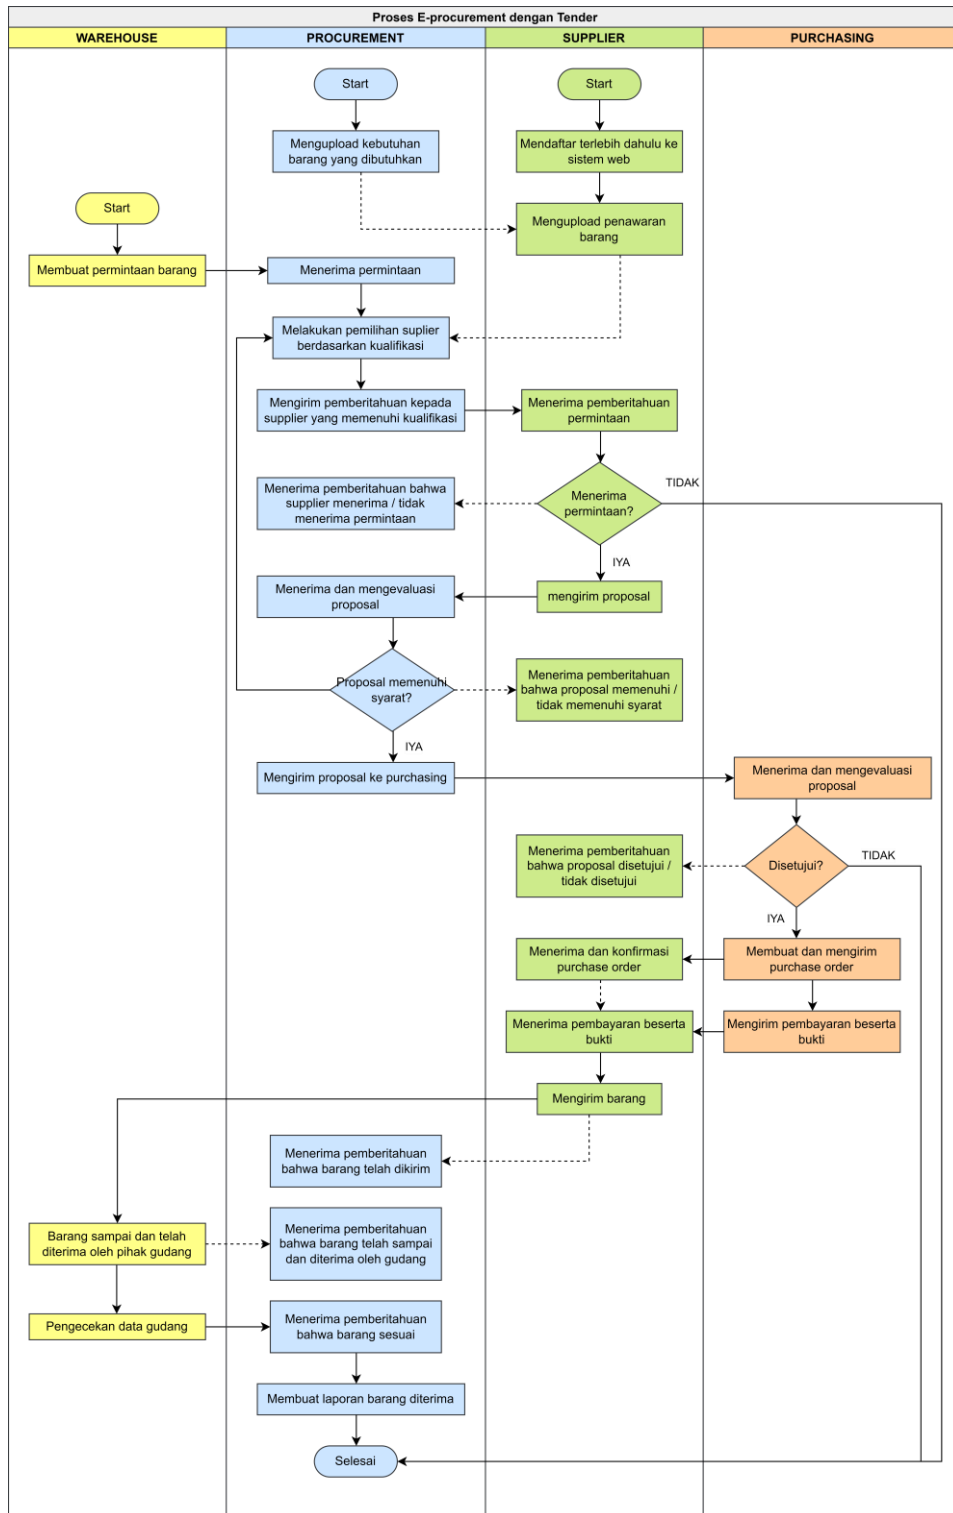 Proses E-procurement dengan Tender
WAREHOUSE
PROCUREMENT
SUPPLIER
PURCHASING
Start
Start
Mengupload kebutuhan
barang yang dibutuhkan
Mendaftar terlebih dahulu ke
sistem web
Start
Mengupload penawaran
barang
Membuat permintaan barang
Menerima permintaan
Melakukan pemilihan suplier
berdasarkan kualifikasi
Mengirim pemberitahuan kepada
supplier yang memenuhi kualifikasi
Menerima pemberitahuan
permintaan
Menerima pemberitahuan bahwa
supplier menerima / tidak
menerima permintaan
Menerima
permintaan?
TIDAK
IYA
Menerima dan mengevaluasi
proposal
mengirim proposal
Proposal memenuhi
syarat?
Menerima pemberitahuan
bahwa proposal memenuhi /
tidak memenuhi syarat
IYA
Mengirim proposal ke purchasing
Menerima dan mengevaluasi
proposal
Menerima pemberitahuan
bahwa proposal disetujui /
tidak disetujui
Disetujui?
TIDAK
IYA
Menerima dan konfirmasi
purchase order
Membuat dan mengirim
purchase order
Menerima pembayaran beserta
bukti
Mengirim pembayaran beserta
bukti
Mengirim barang
Menerima pemberitahuan
bahwa barang telah dikirim
Barang sampai dan telah
diterima oleh pihak gudang
Menerima pemberitahuan
bahwa barang telah sampai
dan diterima oleh gudang
Pengecekan data gudang
Menerima pemberitahuan
bahwa barang sesuai
Membuat laporan barang diterima
Selesai